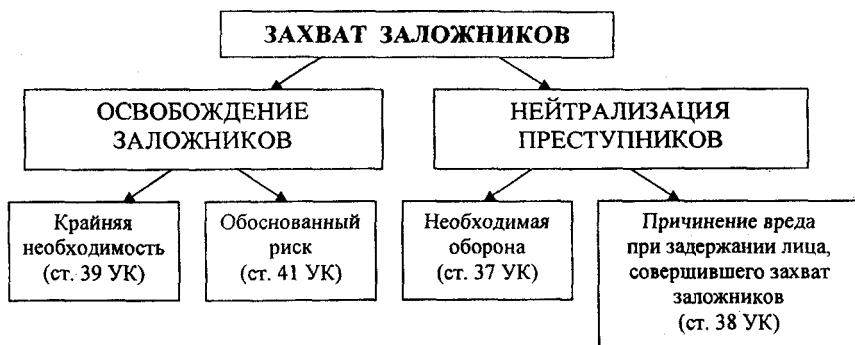 ЗАХВАТ ЗАЛОЖНИКОВ
ОСВОБОЖДЕНИЕ
ЗАЛОЖНИКОВ
НЕЙТРАЛИЗАЦИЯ
ПРЕСТУПНИКОВ
Крайняя
необходимость
(ст. 39 УК)
Обоснованный
риск
(ст. 41 УК)
Необходимая
оборона
(ст. 37 УК)
Причинение вреда
при задержании лица,
совершившего захват
заложников
(ст. 38 УК)